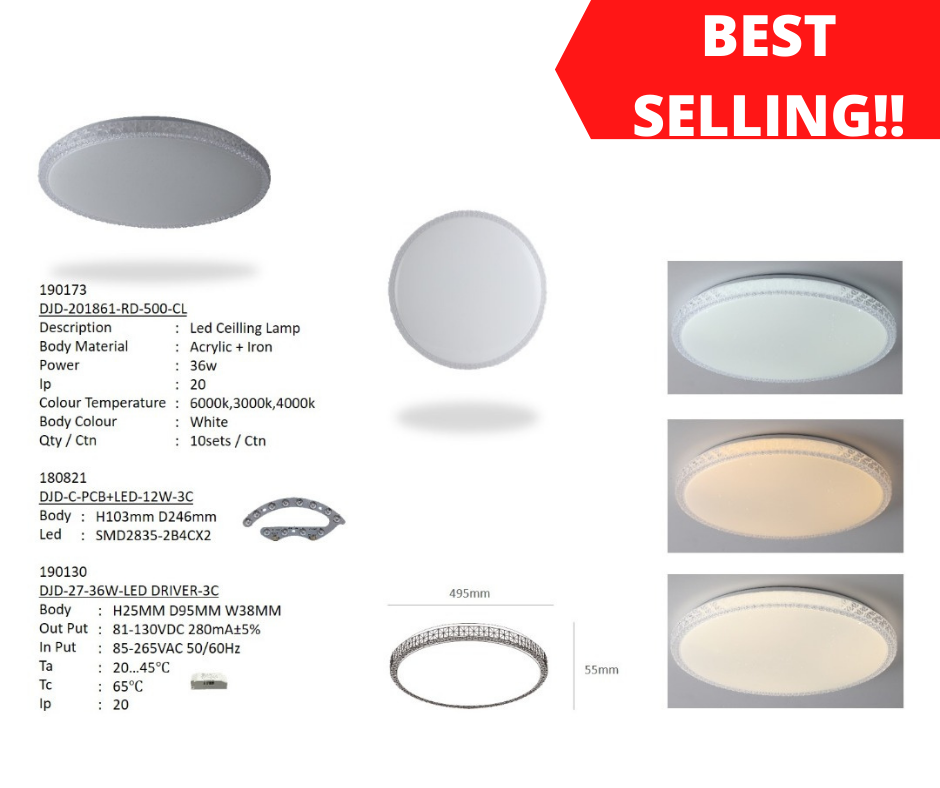 BEST
SELLING!!
190173
DJD-201861-RD-500-CL
Description : Led Ceilling Lamp
Body Material : Acrylic + Iron
Power : 36w
Ip : 20
Colour Temperature : 6000k,3000k,4000k
Body Colour : White
Qty / Ctn : 10sets / Ctn
180821
DJD-C-PCB+LED-12W-3C
Body : H103mm D246mm
Led : SMD2835-2B4CX2
190130
DJD-27-36W-LED DRIVER-3C
Body : H25MM D95MM W38MM
Out Put : 81-130VDC 280mA±5%
In Put : 85-265VAC 50/60Hz
Ta : 20...45℃
Tc : 65℃
Ip : 20
495mm
55mm